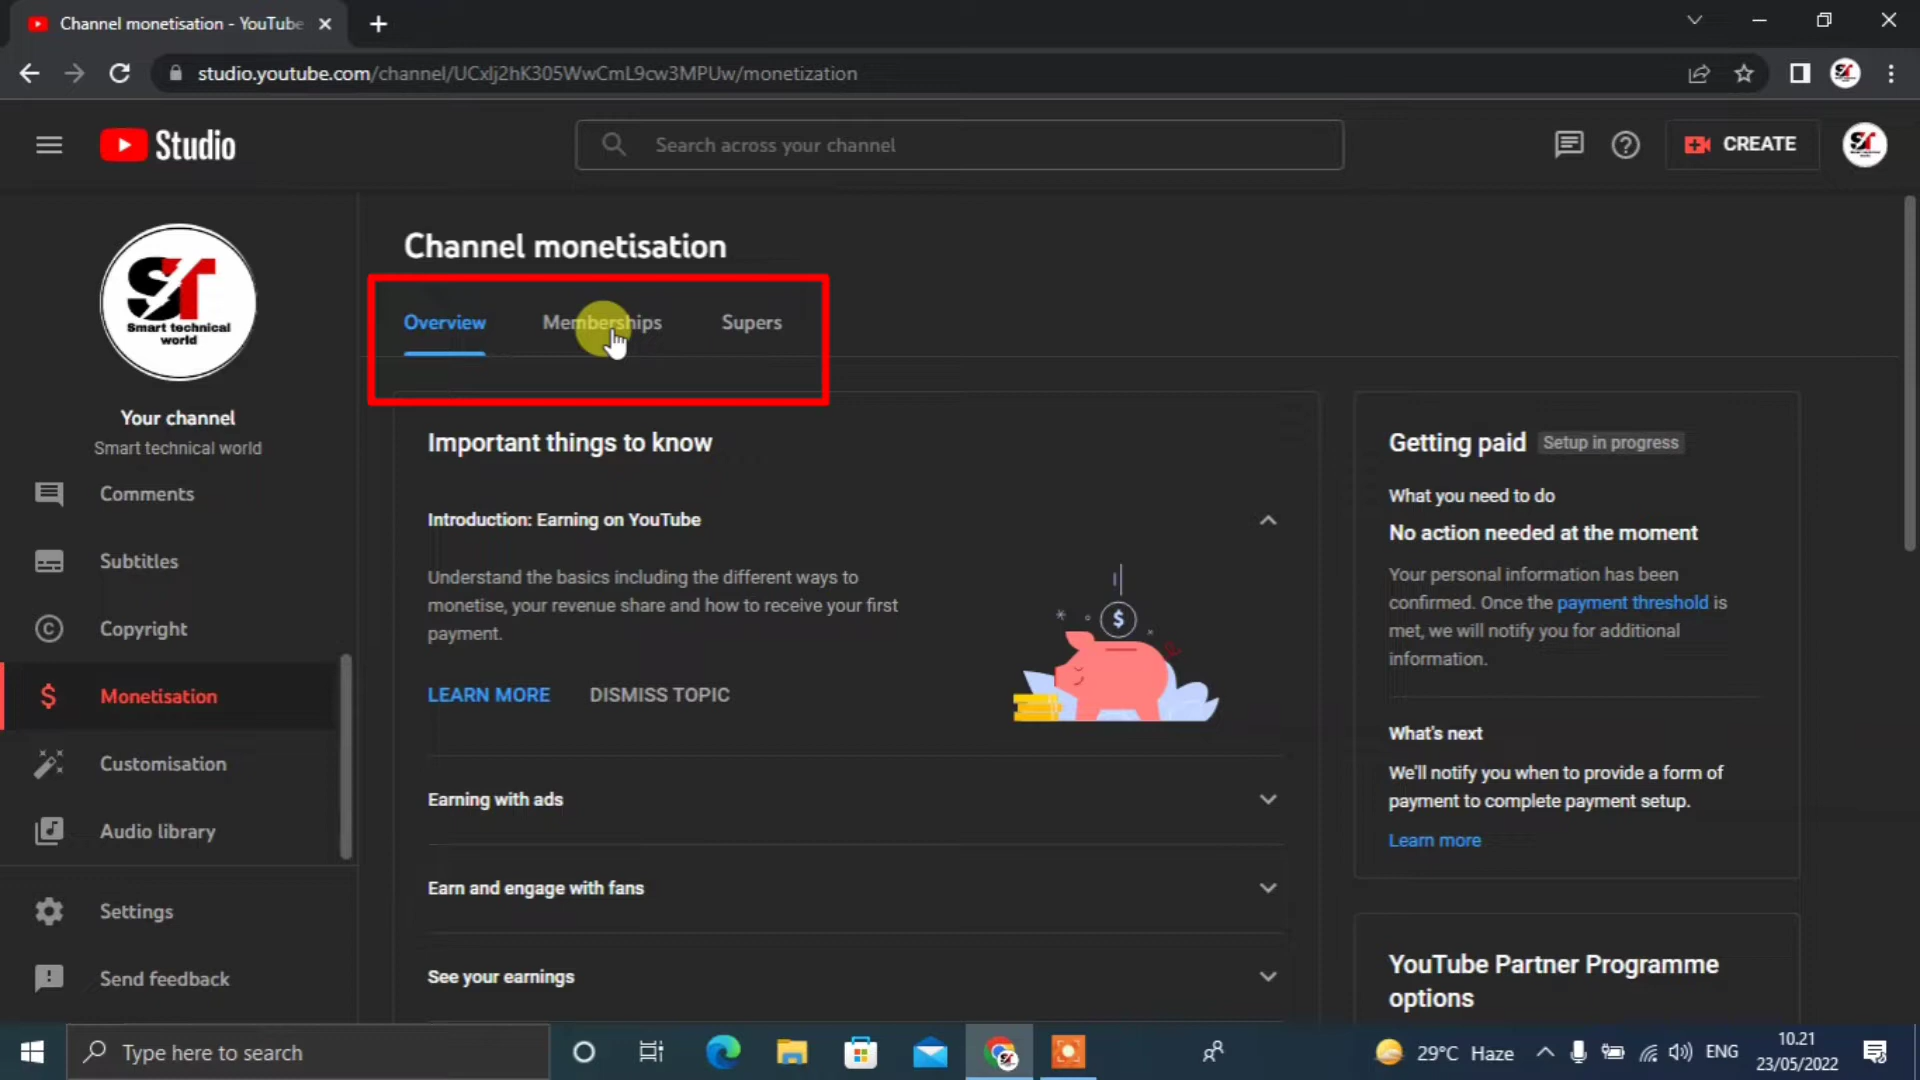 Channel monetisation - YouTube
studio.youtube.com/channel/UCxlj2hK305WwCmL9cw3MPUw/monetization
Studio
Search across your channel
CREATE
ST
Smart technical
world
Your channel
Smart technical world
Comments
Subtitles
Copyright
Monetisation
Customisation
Audio library
Settings
Send feedback
Channel monetisation
Overview
Memberships
Supers
Important things to know
Introduction: Earning on YouTube
Understand the basics including the different ways to
monetise, your revenue share and how to receive your first
payment.
LEARN MORE
DISMISS TOPIC
Earning with ads
Earn and engage with fans
See your earnings
Getting paid
Setup in progress
What you need to do
No action needed at the moment
Your personal information has been
confirmed. Once the payment threshold is
met, we will notify you for additional
information.
What's next
We'll notify you when to provide a form of
payment to complete payment setup.
Learn more
YouTube Partner Programme
options
Type here to search
29°C Haze
ENG
10.21
23/05/2022